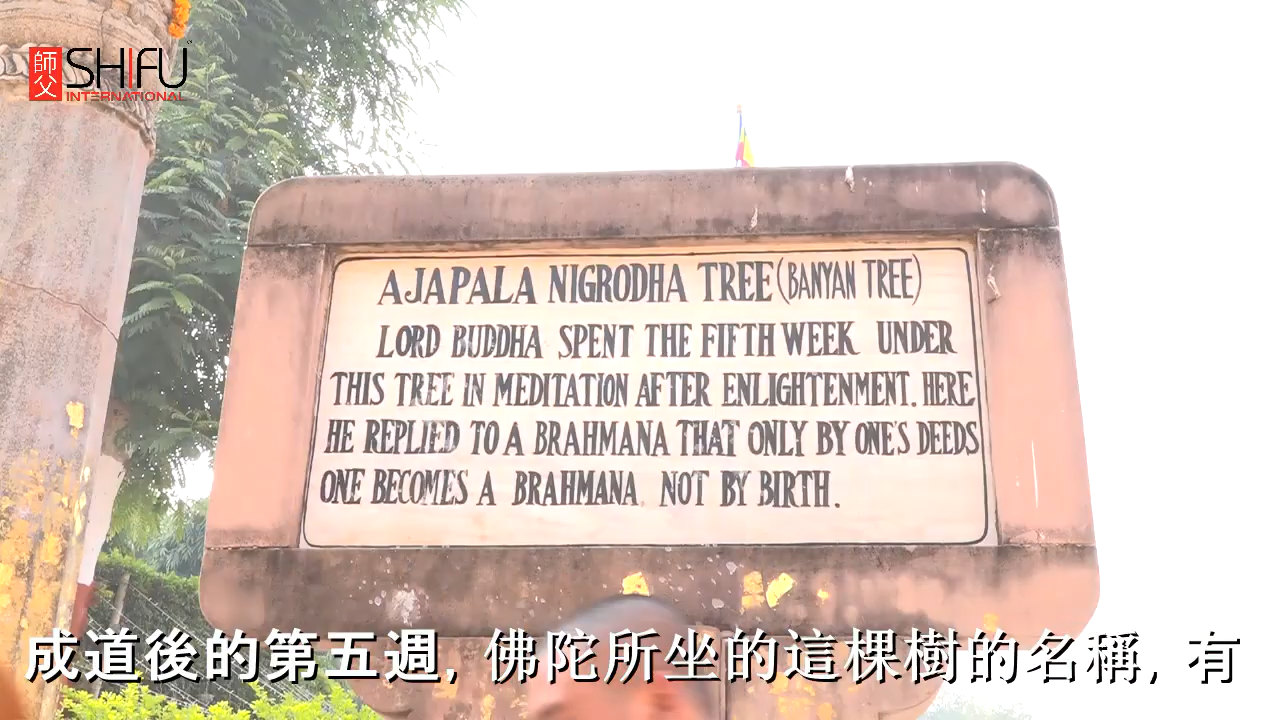 師父
SHIFU
INTERNATIONAL
AJAPALA NIGRODHA TREE (BANYAN TREE)
LORD BUDDHA SPENT THE FIFTH WEEK UNDER
THIS TREE IN MEDITATION AFTER ENLIGHTENMENT. HERE
HE REPLIED TO A BRAHMANA THAT ONLY BY ONE'S DEEDS
ONE BECOMES A BRAHMANA NOT BY BIRTH.
成道後的第五週, 佛陀所坐的這棵樹的名稱, 有